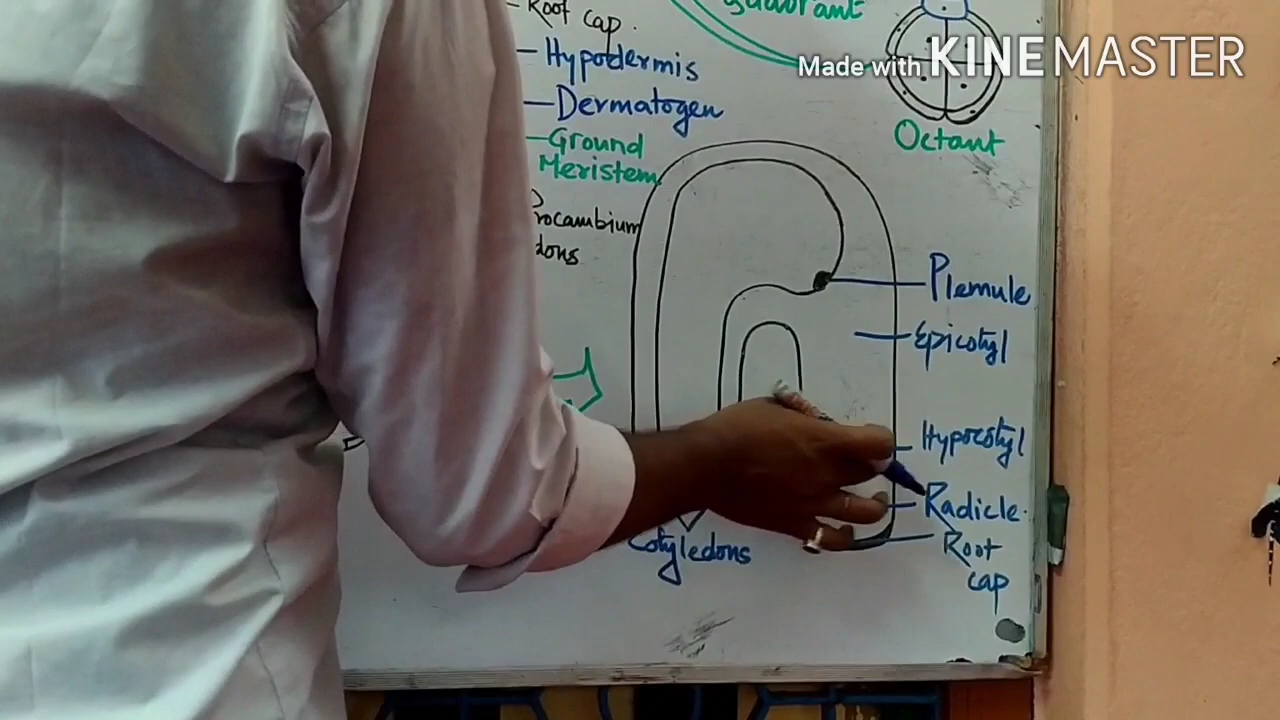 Root cap.
Hypodermis
Dermatogen
Ground
Meristem
rocambium
dons
Quadrant
Made with KINEMASTER
Octant
Plemule
Epicotyl
Hypocotyl
Radicle.
Root
cap
Cotyledons